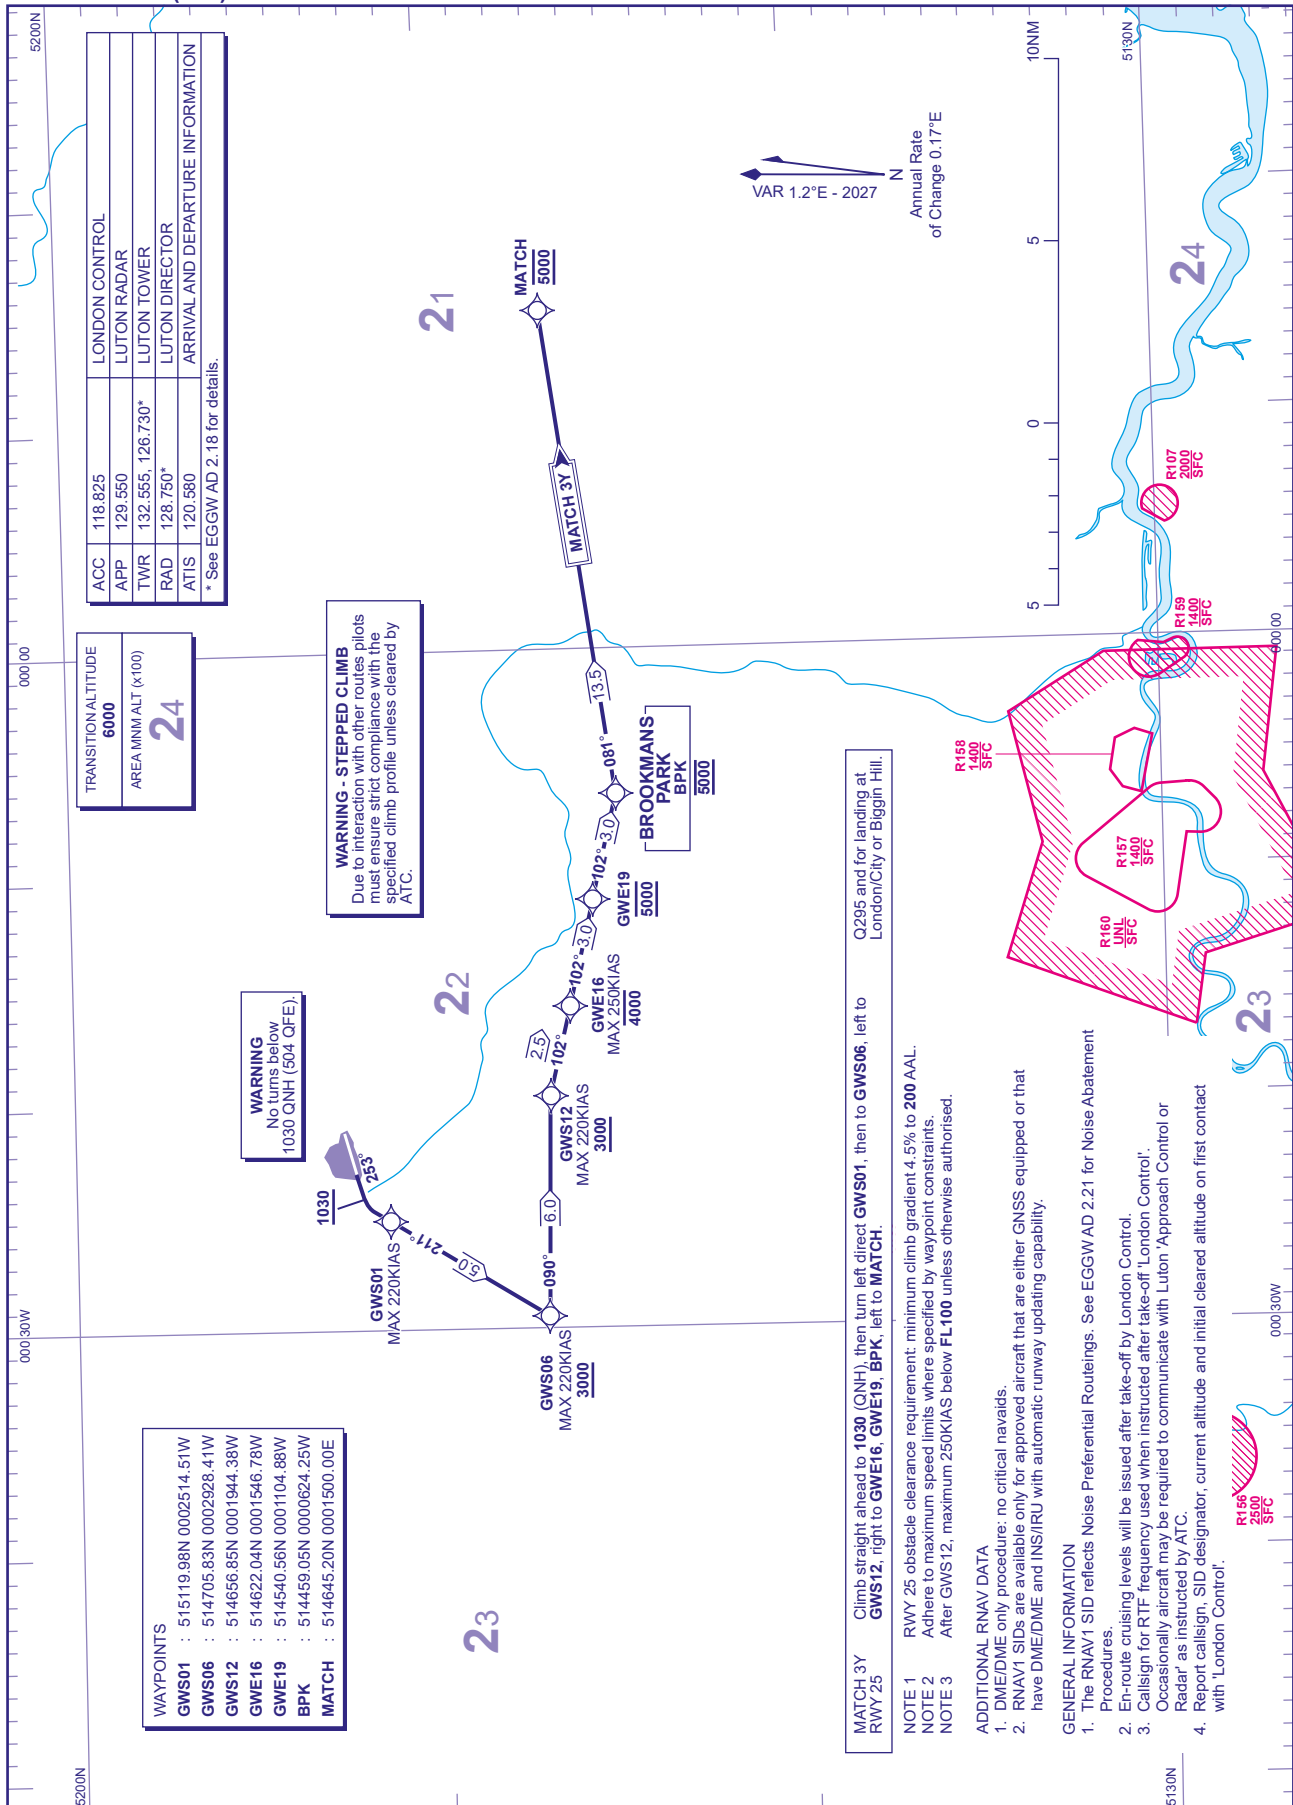 WAYPOINTS
GWS01 : 515119.98N 0002514.51W
GWS06 : 514705.83N 0002928.41W
GWS12 : 514656.85N 0001944.38W
GWE16 : 514622.04N 0001546.78W
GWE19 : 514540.56N 0001104.88W
BPK : 514459.05N 0000624.25W
MATCH : 514645.20N 0001500.00E
TRANSITION ALTITUDE
6000
AREA MNM ALT (x100)
24
ACC 118.825 LONDON CONTROL
APP 129.550 LUTON RADAR
TWR 132.555, 126.730* LUTON TOWER
RAD 128.750* LUTON DIRECTOR
ATIS 120.580 ARRIVAL AND DEPARTURE INFORMATION
* See EGGW AD 2.18 for details.
5200N
000 30W
000 00
5200N
WARNING
No turns below
1030 QNH (504 QFE).
WARNING - STEPPED CLIMB
Due to interaction with other routes pilots
must ensure strict compliance with the
specified climb profile unless cleared by
ATC.
23
22
21
1030
253°
GWS01
MAX 220KIAS
211°
5.0
GWS06
MAX 220KIAS
3000
090°
6.0
GWS12
MAX 220KIAS
3000
102°
2.5
GWE16
MAX 250KIAS
4000
102°
3.0
GWE19
5000
102°
3.0
BROOKMANS
PARK
BPK
5000
081°
13.5
MATCH 3Y
MATCH
5000
VAR 1.2°E - 2027
N
Annual Rate
of Change 0.17°E
5
0
5
10NM
MATCH 3Y
RWY 25
Climb straight ahead to 1030 (QNH), then turn left direct GWS01, then to GWS06, left to
GWS12, right to GWE16, GWE19, BPK, left to MATCH.
Q295 and for landing at
London/City or Biggin Hill.
NOTE 1 RWY 25 obstacle clearance requirement: minimum climb gradient 4.5% to 200 AAL.
NOTE 2 Adhere to maximum speed limits where specified by waypoint constraints.
NOTE 3 After GWS12, maximum 250KIAS below FL100 unless otherwise authorised.
ADDITIONAL RNAV DATA
1. DME/DME only procedure: no critical navaids.
2. RNAV1 SIDs are available only for approved aircraft that are either GNSS equipped or that
have DME/DME and INS/IRU with automatic runway updating capability.
GENERAL INFORMATION
1. The RNAV1 SID reflects Noise Preferential Routeings. See EGGW AD 2.21 for Noise Abatement
Procedures.
2. En-route cruising levels will be issued after take-off by London Control.
3. Callsign for RTF frequency used when instructed after take-off 'London Control'.
Occasionally aircraft may be required to communicate with Luton 'Approach Control or
Radar' as instructed by ATC.
4. Report callsign, SID designator, current altitude and initial cleared altitude on first contact
with 'London Control'.
R156
2500
SFC
R160
UNL
SFC
R157
1400
SFC
R158
1400
SFC
R159
1400
SFC
R107
2000
SFC
23
24
5130N
000 30W
000 00
5130N